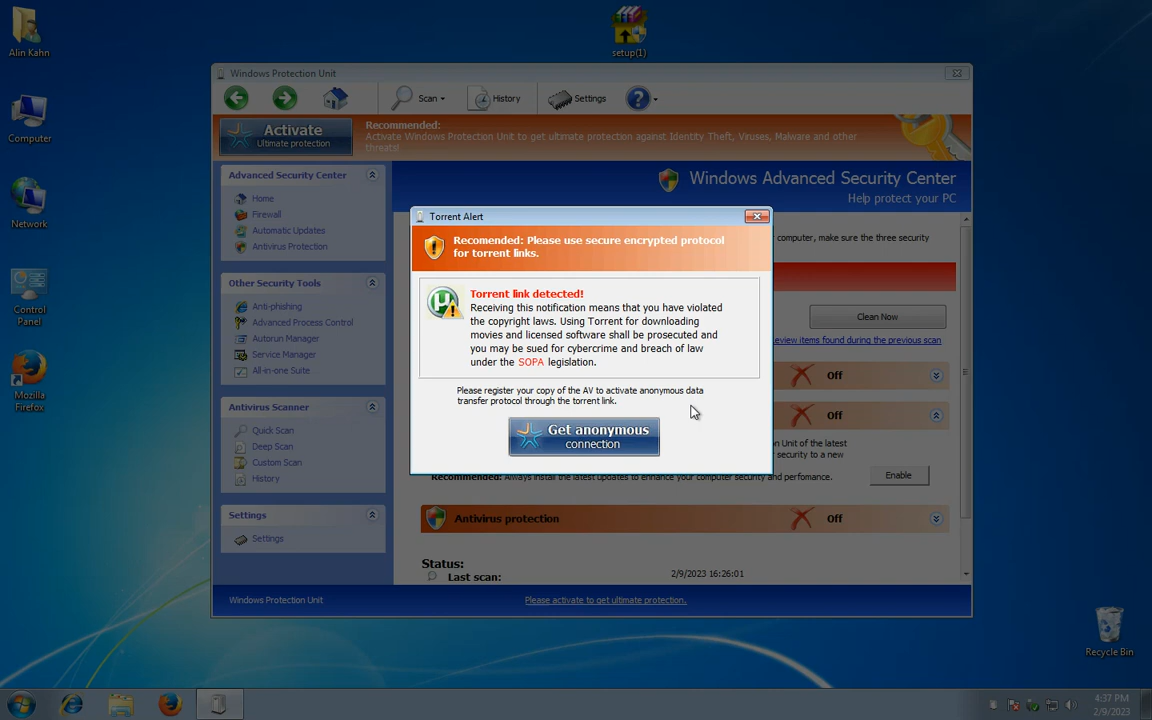 Alin Kahn
Computer
Network
Control
Panel
Mozilla
Firefox
setup(1)
Recycle Bin
Windows Protection Unit
Scan
History
Settings
Activate
Ultimate protection
Recommended:
Activate Windows Protection Unit to get ultimate protection against Identity Theft, Viruses, Malware and other
threats!
Advanced Security Center
Home
Firewall
Automatic Updates
Antivirus Protection
Other Security Tools
Anti-phishing
Advanced Process Control
Autorun Manager
Service Manager
All-in-one Suite
Antivirus Scanner
Quick Scan
Deep Scan
Custom Scan
History
Settings
Settings
Windows Advanced Security Center
Help protect your PC
computer, make sure the three security
Clean Now
eview items found during the previous scan
Off
Off
Unit of the latest
security to a new
Recommended: Always install the latest updates to enhance your computer security and perfomance.
Enable
Antivirus protection
Off
Status:
Last scan:
2/9/2023 16:26:01
Windows Protection Unit
Please activate to get ultimate protection.
Torrent Alert
Recomended: Please use secure encrypted protocol
for torrent links.
Torrent link detected!
Receiving this notification means that you have violated
the copyright laws. Using Torrent for downloading
movies and licensed software shall be prosecuted and
you may be sued for cybercrime and breach of law
under the SOPA legislation.
Please register your copy of the AV to activate anonymous data
transfer protocol through the torrent link.
Get anonymous
connection
4:37 PM
2/9/2023